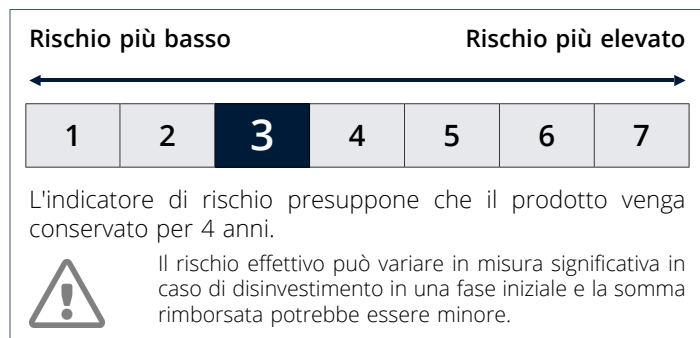 Rischio più basso Rischio più elevato
1 2 3 4 5 6 7
L'indicatore di rischio presuppone che il prodotto venga
conservato per 4 anni.
Il rischio effettivo può variare in misura significativa in
caso di disinvestimento in una fase iniziale e la somma
rimborsata potrebbe essere minore.